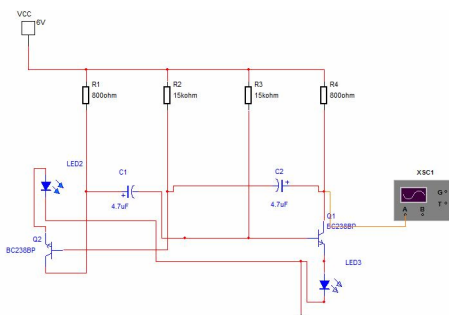 VCC
6V
R1
800ohm
R2
15kohm
R3
15kohm
R4
800ohm
LED2
C1
4.7uF
C2
4.7uF
XSC1
G
T
A B
Q1
BC238BP
Q2
BC238BP
LED3